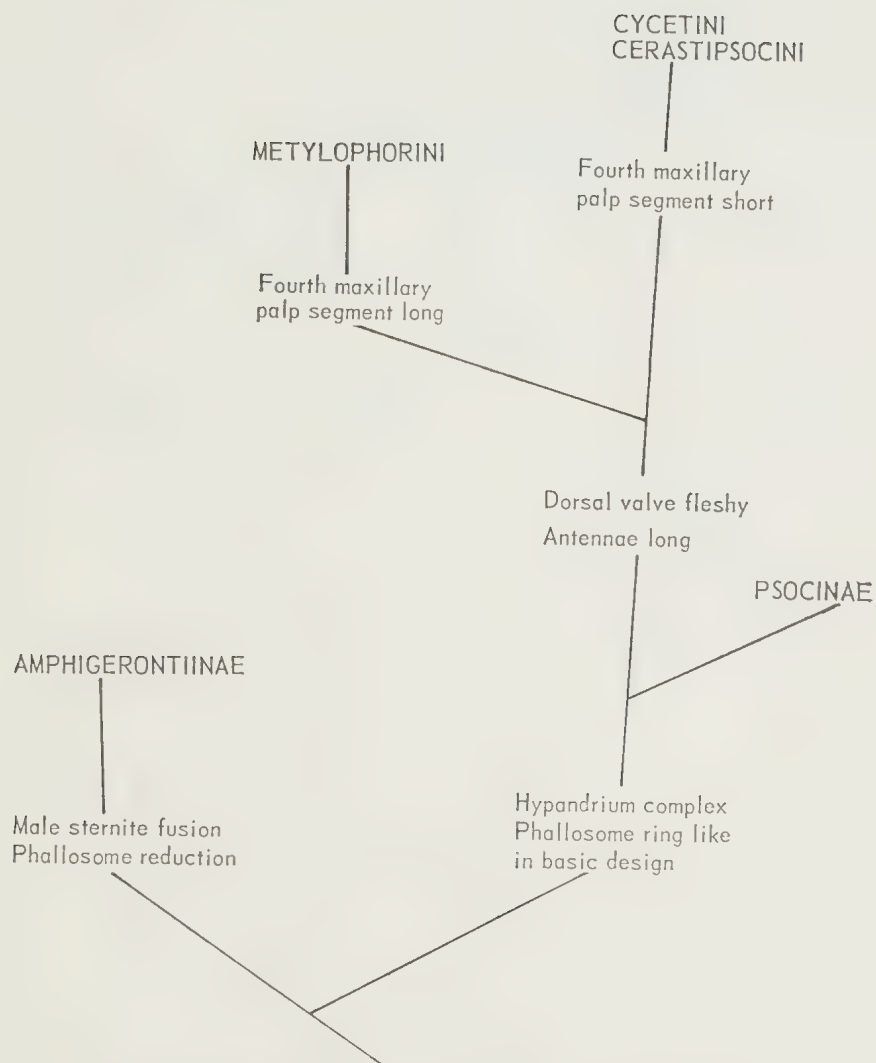 CYCETINI
CERASTIPSOCINI
METYLOPHORINI
Fourth maxillary
palp segment short
Fourth maxillary
palp segment long
Dorsal valve fleshy
Antennae long
PSOCINAE
AMPHIGERONTIINAE
Hypandrium complex
Phallosome ring like
in basic design
Male sternite fusion
Phallosome reduction